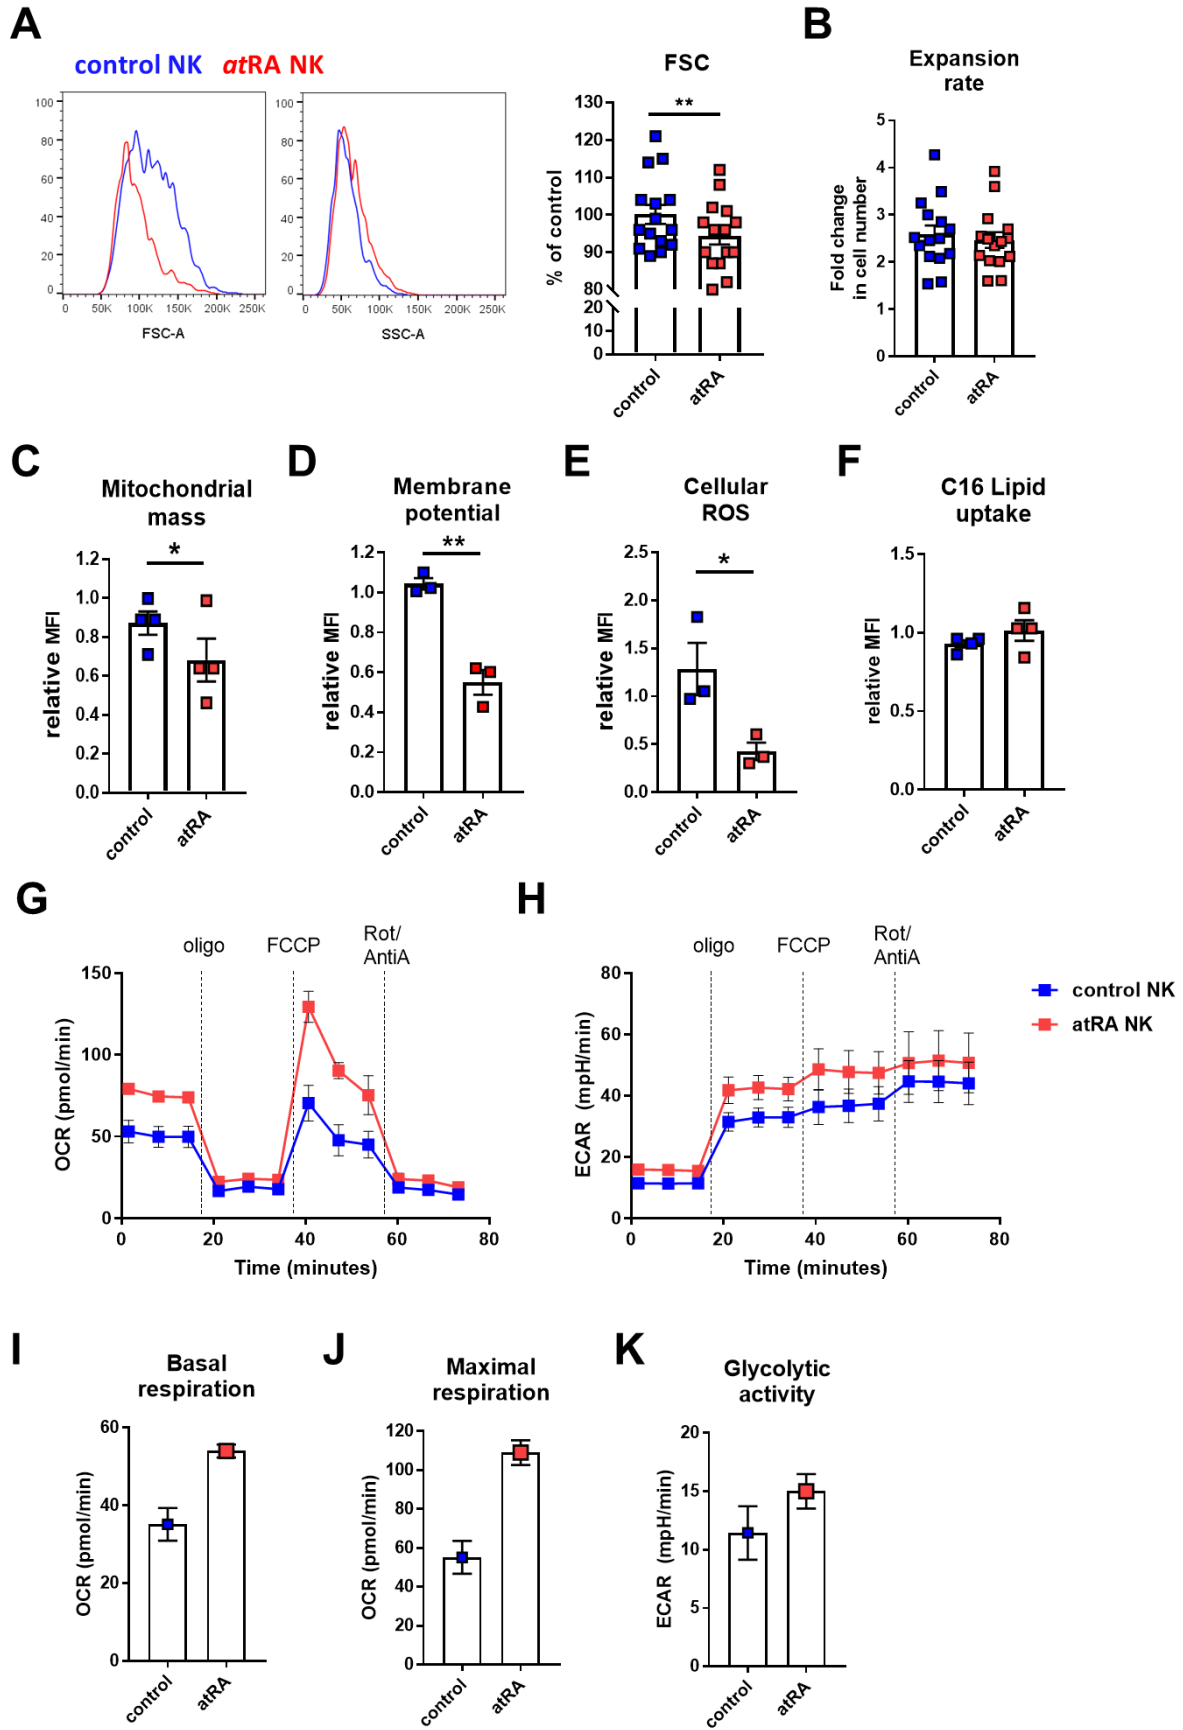 A
control NK atRA NK
100
80
60
40
20
0
0 50K 100K 150K 200K 250K
FSC-A
100
80
60
40
20
0
0 50K 100K 150K 200K 250K
SSC-A
FSC
**
% of control
130
120
110
100
90
80
20
10
0
control
atRA
B
Expansion
rate
Fold change
in cell number
5
4
3
2
1
0
control
atRA
C
Mitochondrial
mass
*
relative MFI
1.2
1.0
0.8
0.6
0.4
0.2
0.0
control
atRA
D
Membrane
potential
**
relative MFI
1.2
1.0
0.8
0.6
0.4
0.2
0.0
control
atRA
E
Cellular
ROS
*
relative MFI
2.5
2.0
1.5
1.0
0.5
0.0
control
atRA
F
C16 Lipid
uptake
relative MFI
1.5
1.0
0.5
0.0
control
atRA
G
oligo
FCCP
Rot/
AntiA
OCR (pmol/min)
150
100
50
0
0 20 40 60 80
Time (minutes)
H
oligo
FCCP
Rot/
AntiA
ECAR (mpH/min)
80
60
40
20
0
0 20 40 60 80
Time (minutes)
control NK
atRA NK
I
Basal
respiration
OCR (pmol/min)
60
40
20
0
control
atRA
J
Maximal
respiration
OCR (pmol/min)
120
100
80
60
40
20
0
control
atRA
K
Glycolytic
activity
ECAR (mpH/min)
20
15
10
5
0
control
atRA